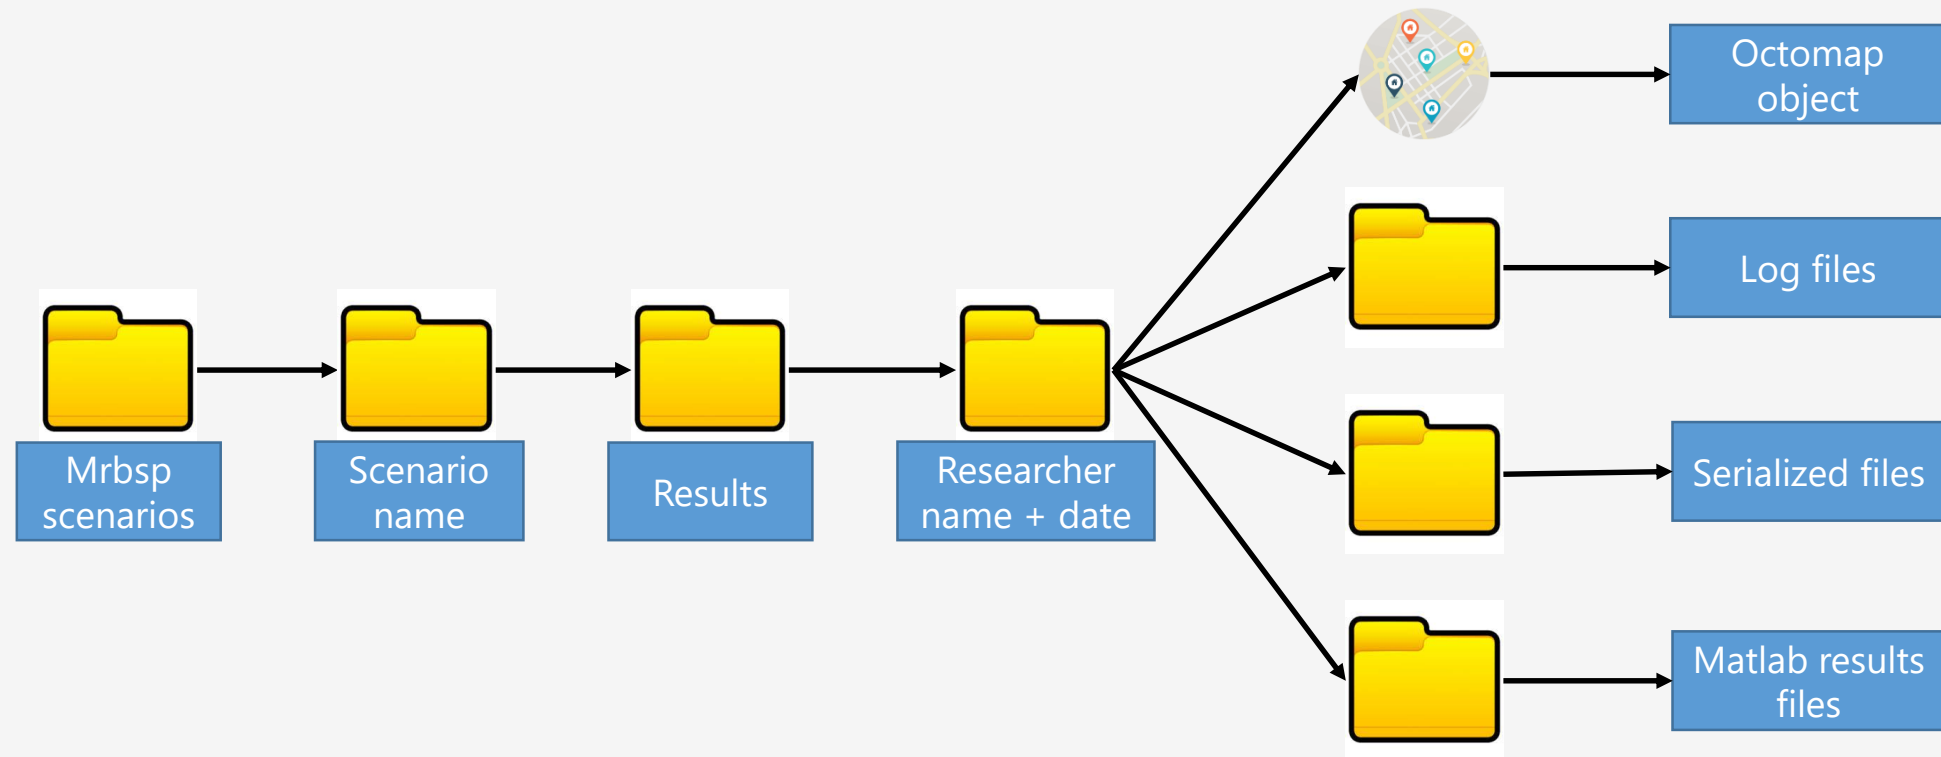 Octomap
object
Log files
Mrbsp
scenarios
Scenario
name
Results
Researcher
name + date
Serialized files
Matlab results
files